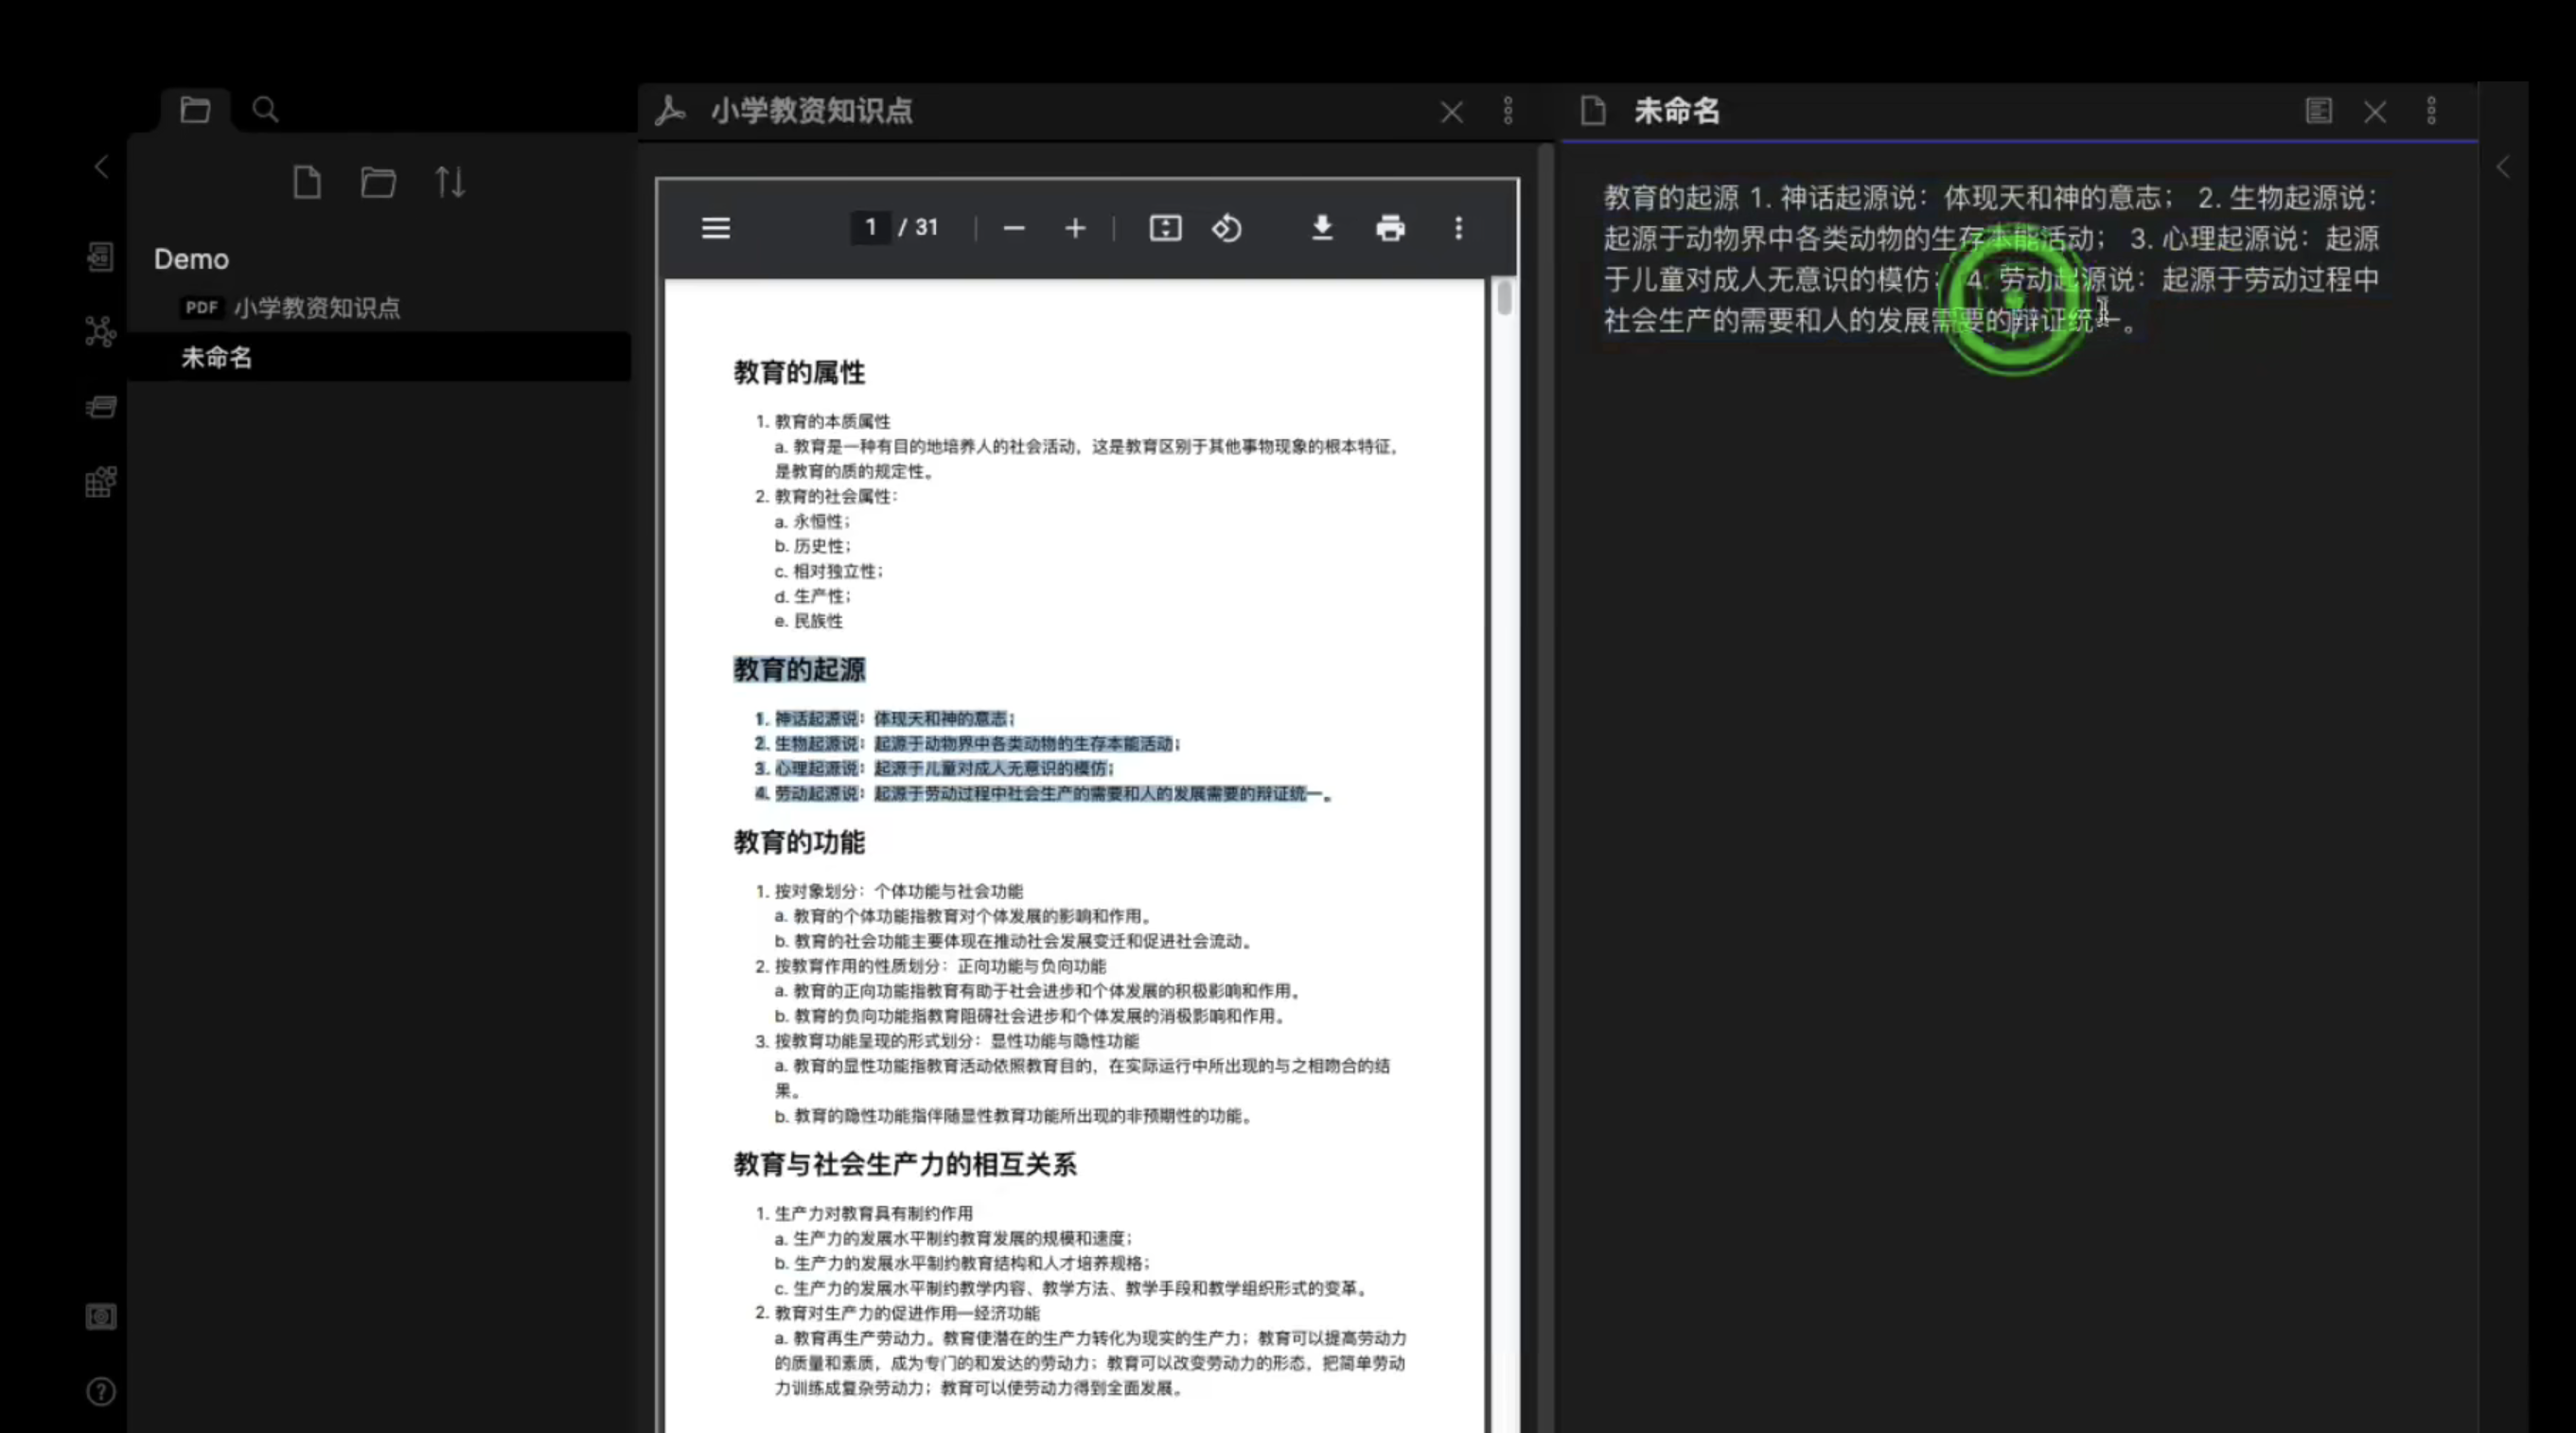 小学教资知识点
未命名
Demo
PDF 小学教资知识点
未命名
1 / 31
教育的属性
1. 教育的本质属性
a. 教育是一种有目的地培养人的社会活动，这是教育区别于其他事物现象的根本特征，
是教育的质的规定性。
2. 教育的社会属性：
a. 永恒性；
b. 历史性；
c. 相对独立性；
d. 生产性；
e. 民族性
教育的起源
1. 神话起源说：体现天和神的意志；
2. 生物起源说：起源于动物界中各类动物的生存本能活动；
3. 心理起源说：起源于儿童对成人无意识的模仿；
4. 劳动起源说：起源于劳动过程中社会生产的需要和人的发展需要的辩证统一。
教育的功能
1. 按对象划分：个体功能与社会功能
a. 教育的个体功能指教育对个体发展的影响和作用。
b. 教育的社会功能主要体现在推动社会发展变迁和促进社会流动。
2. 按教育作用的性质划分：正向功能与负向功能
a. 教育的正向功能指教育有助于社会进步和个体发展的积极影响和作用。
b. 教育的负向功能指教育阻碍社会进步和个体发展的消极影响和作用。
3. 按教育功能呈现的形式划分：显性功能与隐性功能
a. 教育的显性功能指教育活动依照教育目的，在实际运行中所出现的与之相吻合的结
果。
b. 教育的隐性功能指伴随显性教育功能所出现的非预期性的功能。
教育与社会生产力的相互关系
1. 生产力对教育具有制约作用
a. 生产力的发展水平制约教育发展的规模和速度；
b. 生产力的发展水平制约教育结构和人才培养规格；
c. 生产力的发展水平制约教学内容、教学方法、教学手段和教学组织形式的变革。
2. 教育对生产力的促进作用—经济功能
a. 教育再生产劳动力。教育使潜在的生产力转化为现实的生产力；教育可以提高劳动力
的质量和素质，成为专门的和发达的劳动力；教育可以改变劳动力的形态，把简单劳动
力训练成复杂劳动力；教育可以使劳动力得到全面发展。
教育的起源 1. 神话起源说：体现天和神的意志； 2. 生物起源说：
起源于动物界中各类动物的生存本能活动； 3. 心理起源说：起源
于儿童对成人无意识的模仿； 4. 劳动起源说：起源于劳动过程中
社会生产的需要和人的发展需要的辩证统一。